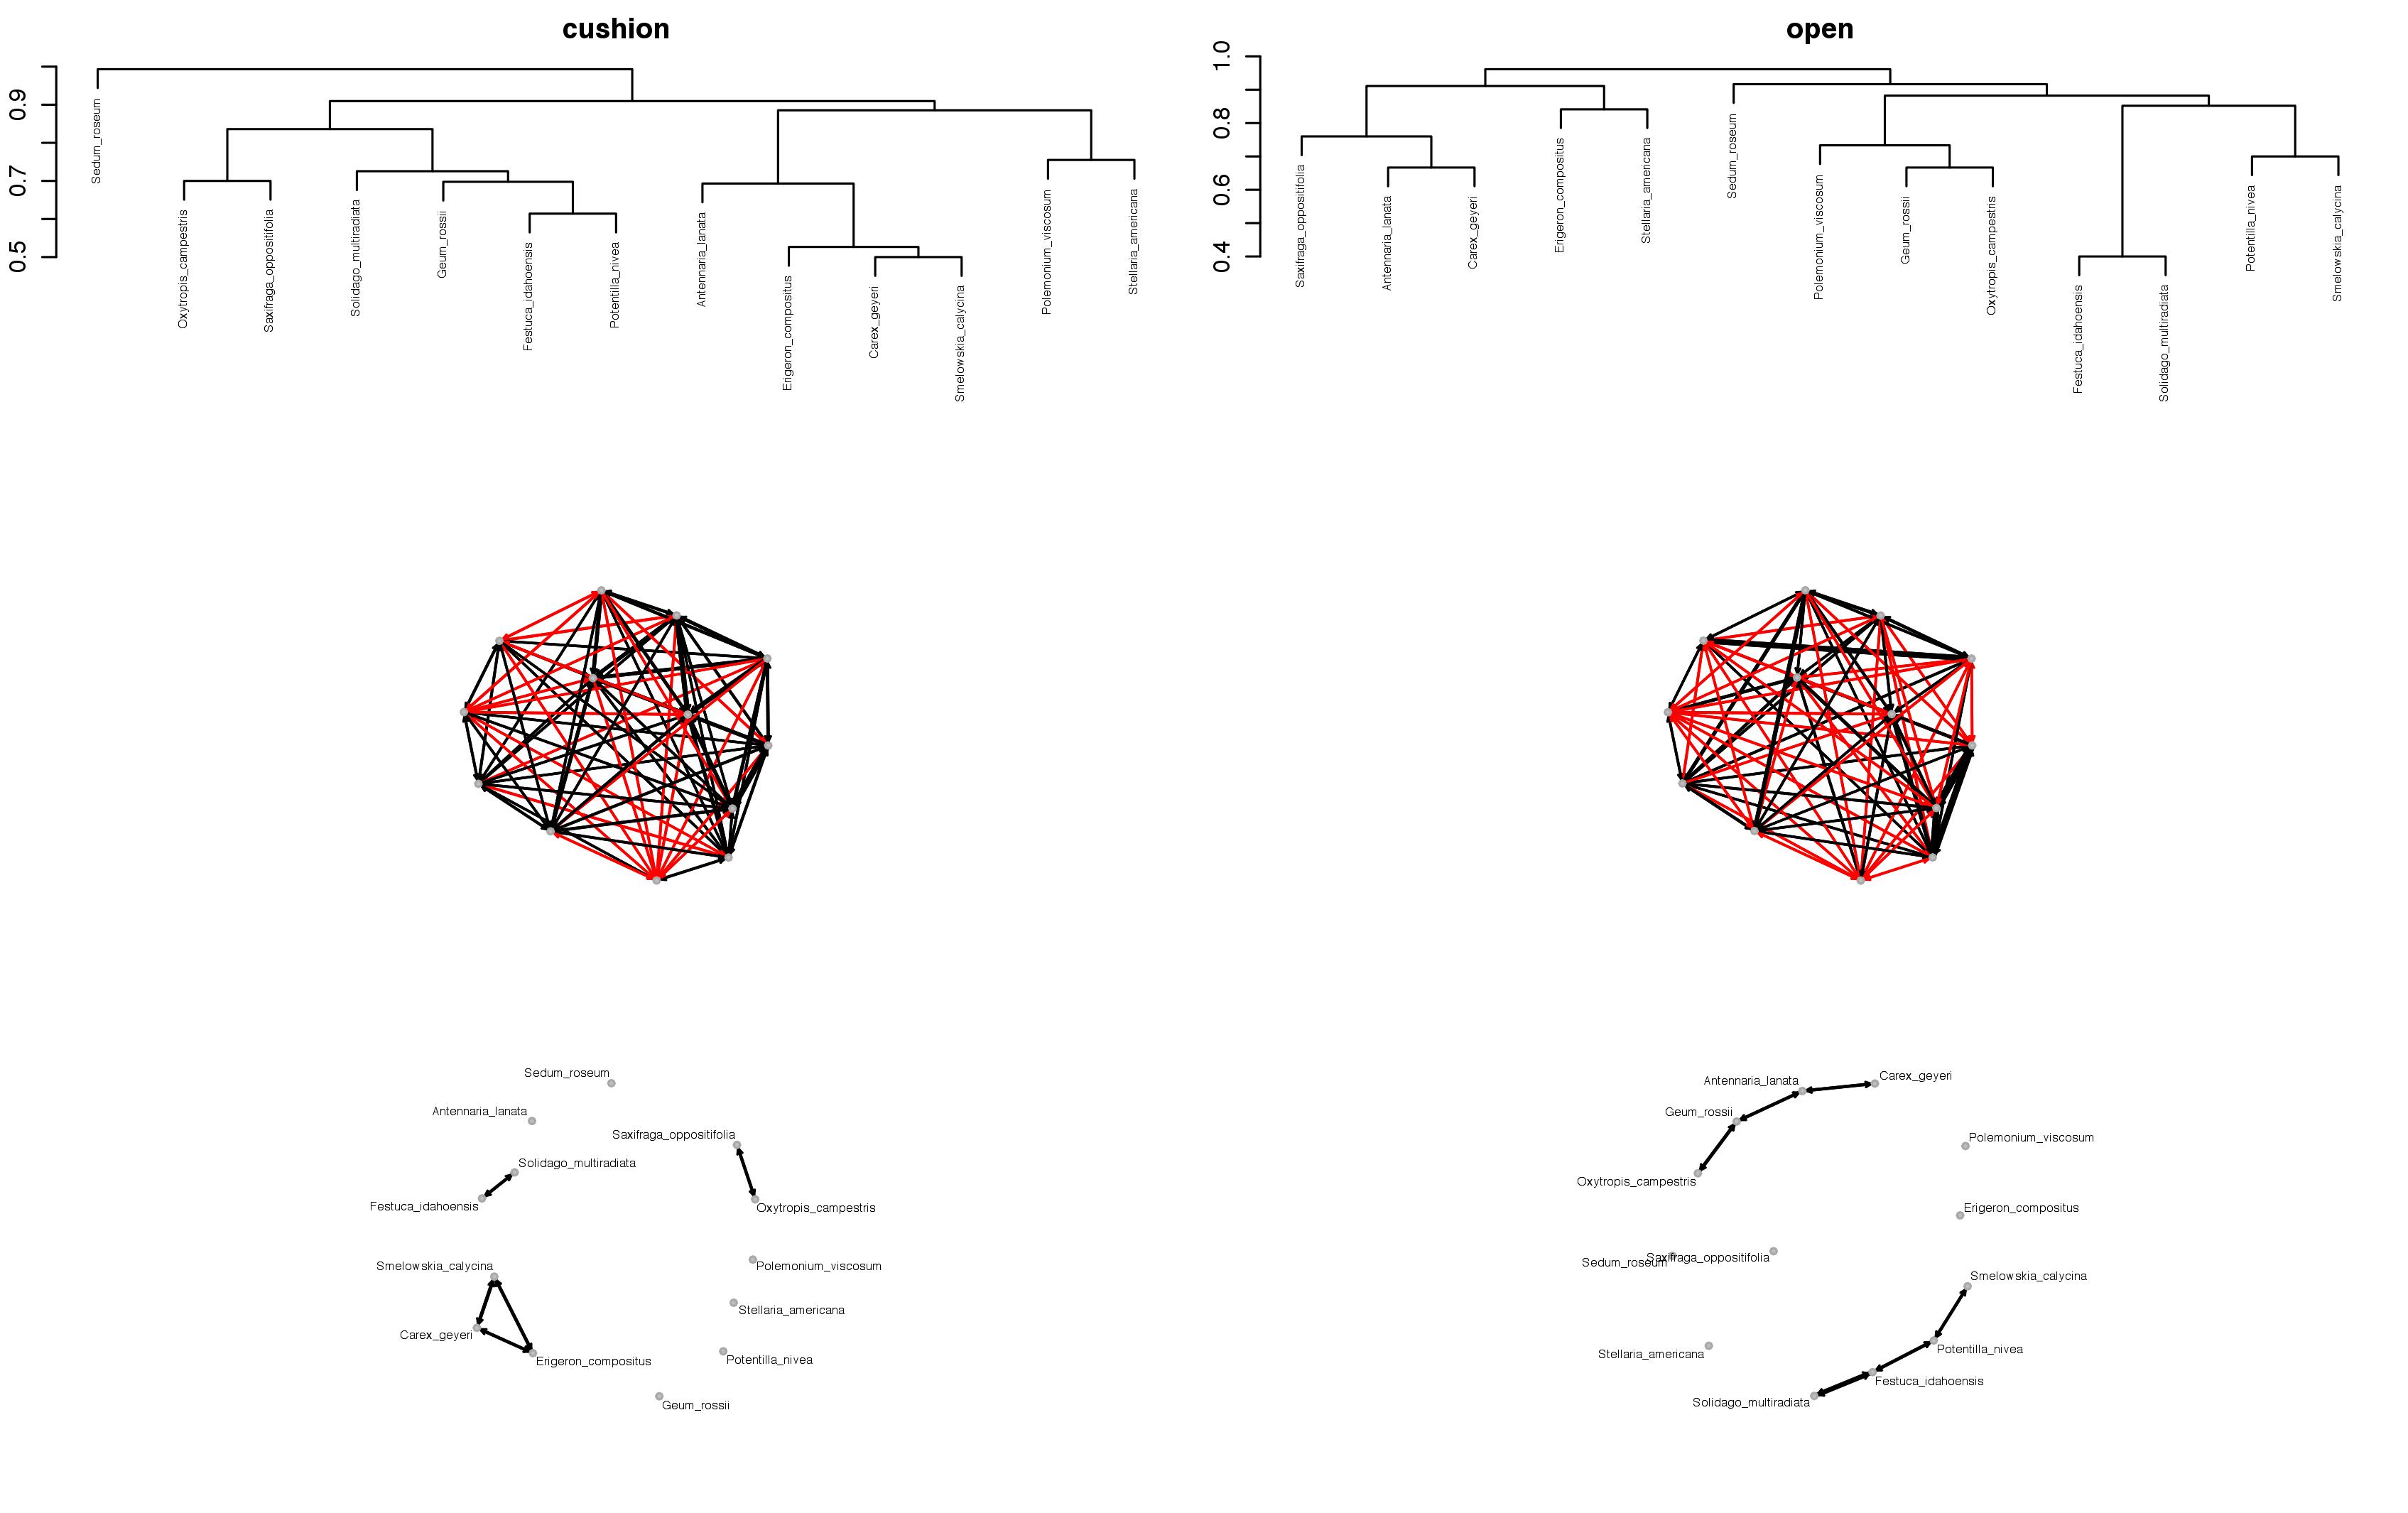 cushion
0.5
0.7
0.9
Sedum_roseum
Oxytropis_campestris
Saxifraga_oppositifolia
Solidago_multiradiata
Geum_rossii
Festuca_idahoensis
Potentilla_nivea
Antennaria_lanata
Erigeron_compositus
Carex_geyeri
Smelowskia_calycina
Polemonium_viscosum
Stellaria_americana
open
0.4
0.6
0.8
1.0
Saxifraga_oppositifolia
Antennaria_lanata
Carex_geyeri
Erigeron_compositus
Stellaria_americana
Sedum_roseum
Polemonium_viscosum
Geum_rossii
Oxytropis_campestris
Festuca_idahoensis
Solidago_multiradiata
Potentilla_nivea
Smelowskia_calycina
Sedum_roseum
Antennaria_lanata
Saxifraga_oppositifolia
Solidago_multiradiata
Festuca_idahoensis
Oxytropis_campestris
Smelowskia_calycina
Polemonium_viscosum
Stellaria_americana
Carex_geyeri
Erigeron_compositus
Potentilla_nivea
Geum_rossii
Carex_geyeri
Antennaria_lanata
Geum_rossii
Polemonium_viscosum
Oxytropis_campestris
Erigeron_compositus
Saxifraga_oppositifolia
Sedum_roseum
Smelowskia_calycina
Potentilla_nivea
Stellaria_americana
Festuca_idahoensis
Solidago_multiradiata